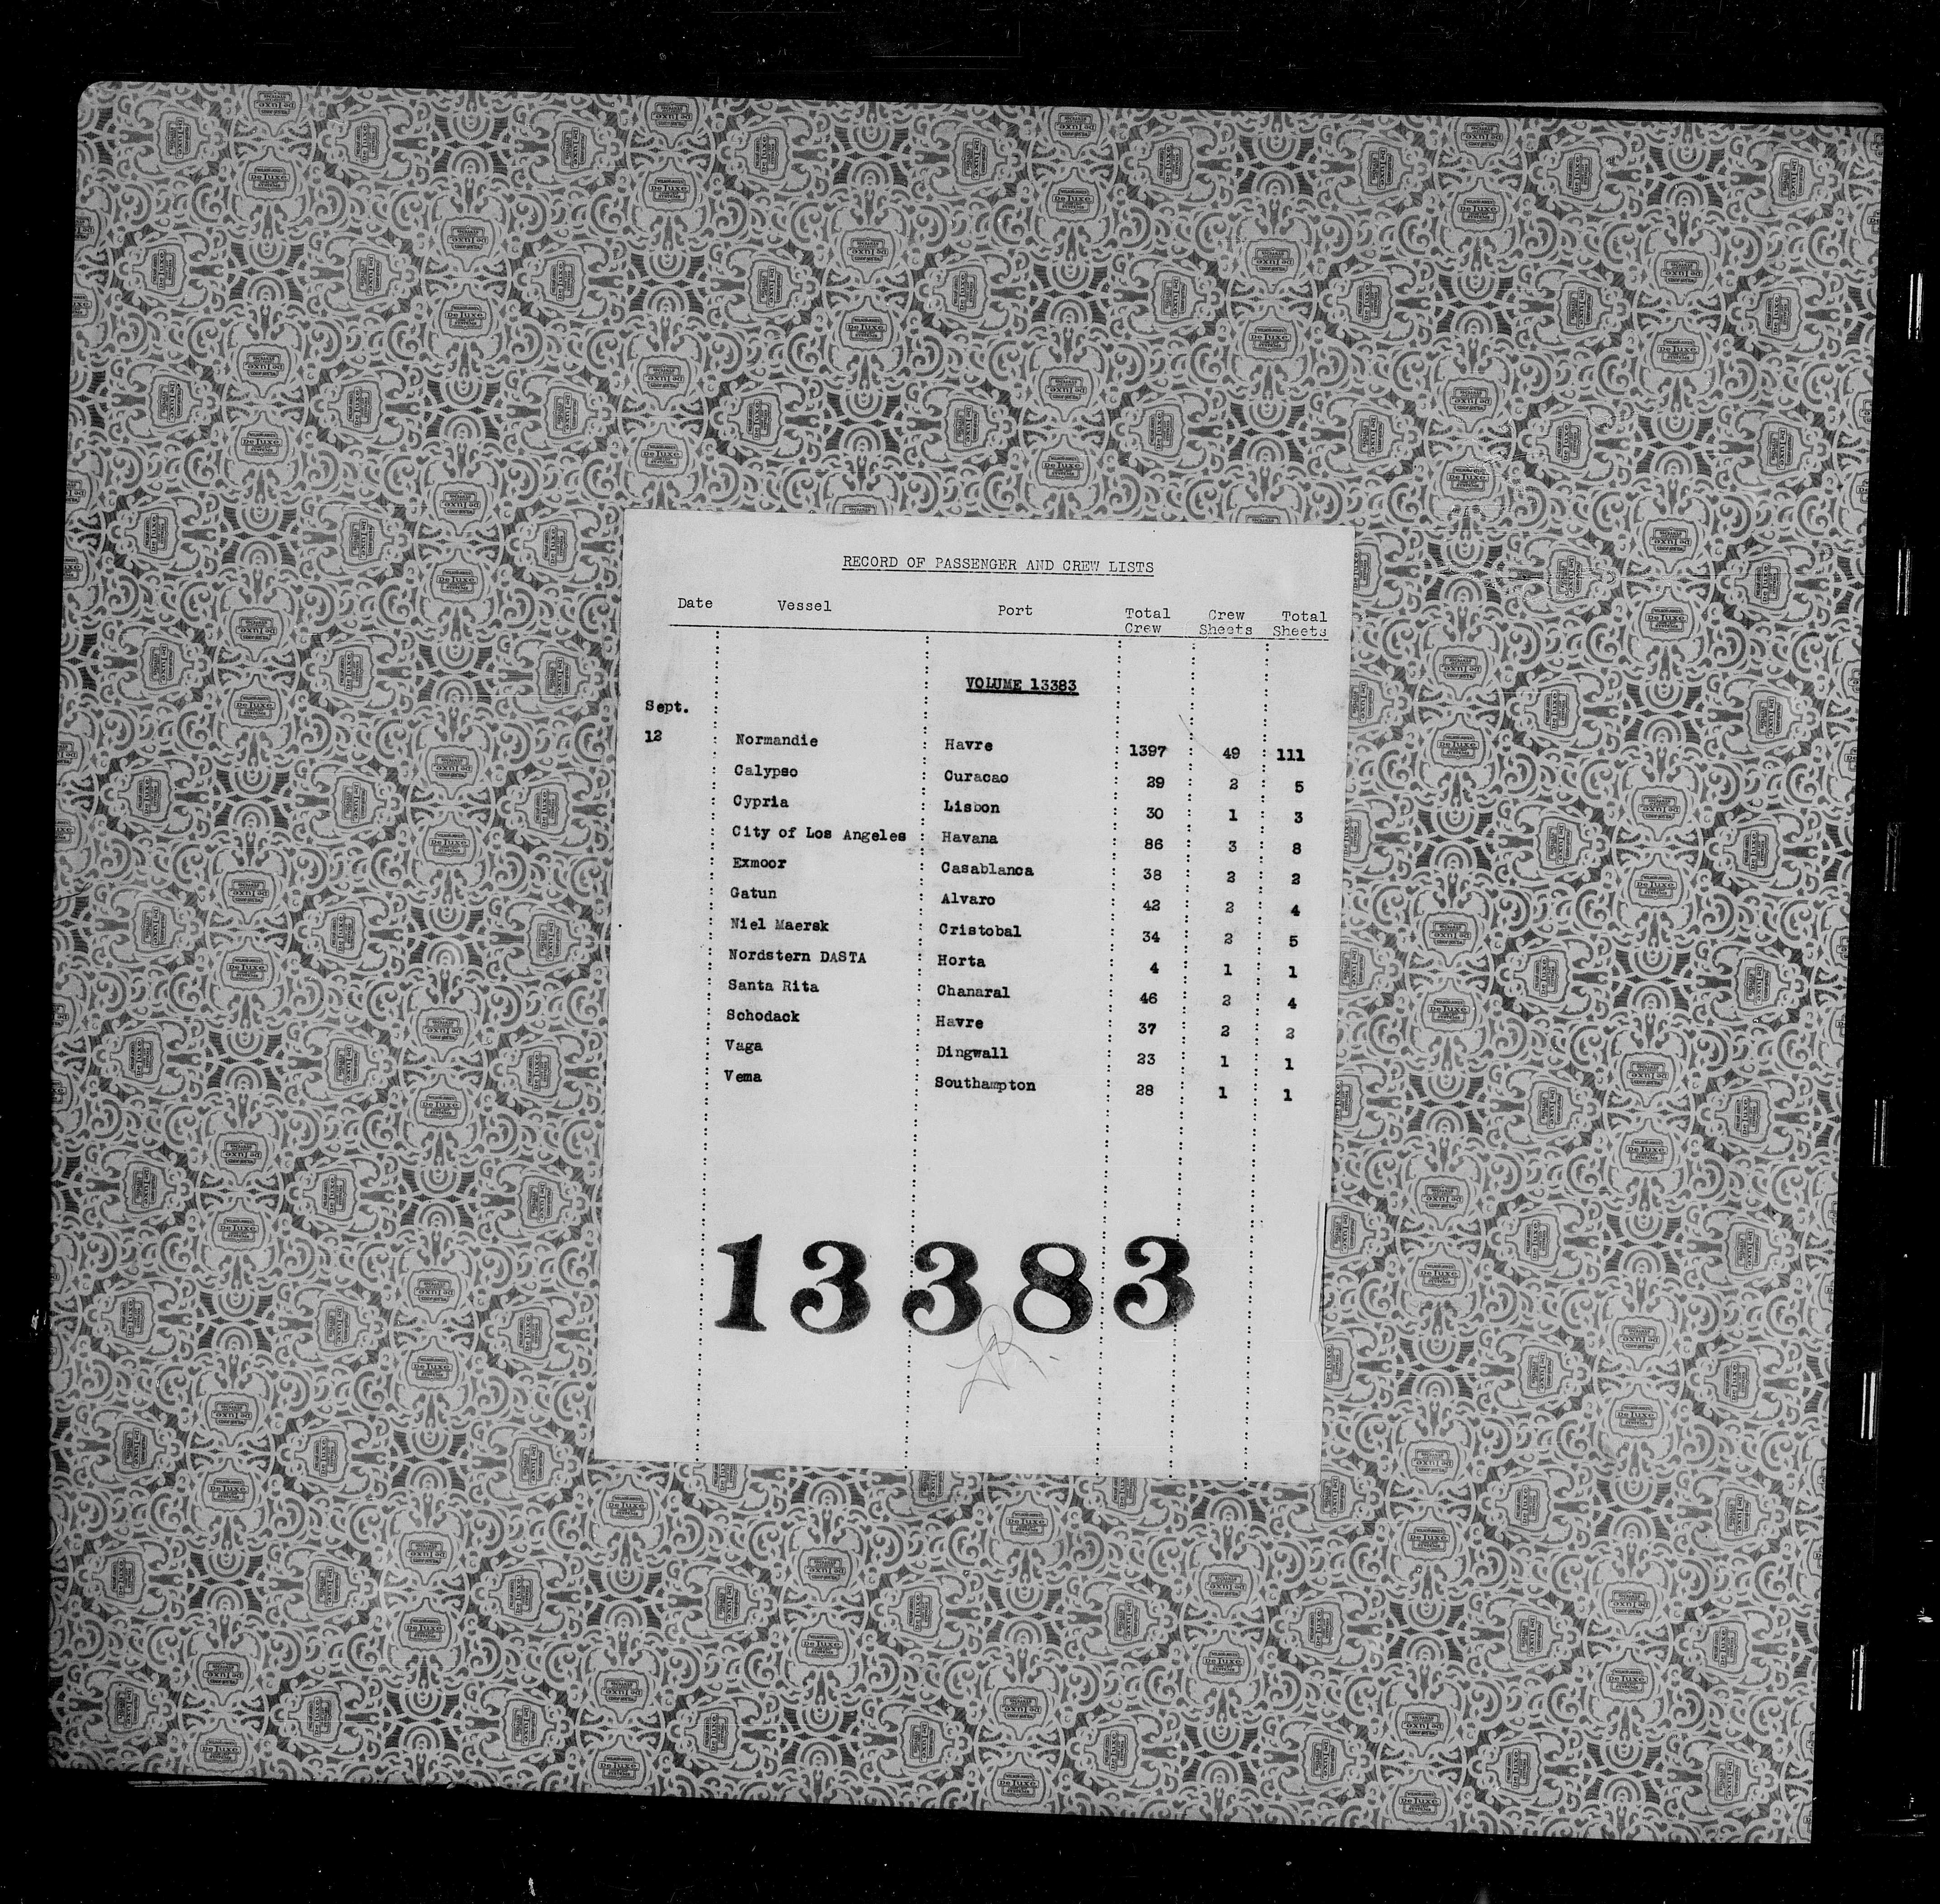 RECORD OF PASSENGER AND CREW LISTS
Date Vessel Port Total Crew Crew Sheets Total Sheets
VOLUME 13383
Sept.
12 Normandie Havre 1397 49 111
Calypso Curacao 29 2 5
Cypria Lisbon 30 1 3
City of Los Angeles Havana 86 3 8
Exmoor Casablanca 38 2 2
Gatun Alvaro 42 2 4
Niel Maersk Cristobal 34 2 5
Nordstern DASTA Horta 4 1 1
Santa Rita Chanaral 46 2 4
Schodack Havre 37 2 2
Vaga Dingwall 23 1 1
Vema Southampton 28 1 1
13383